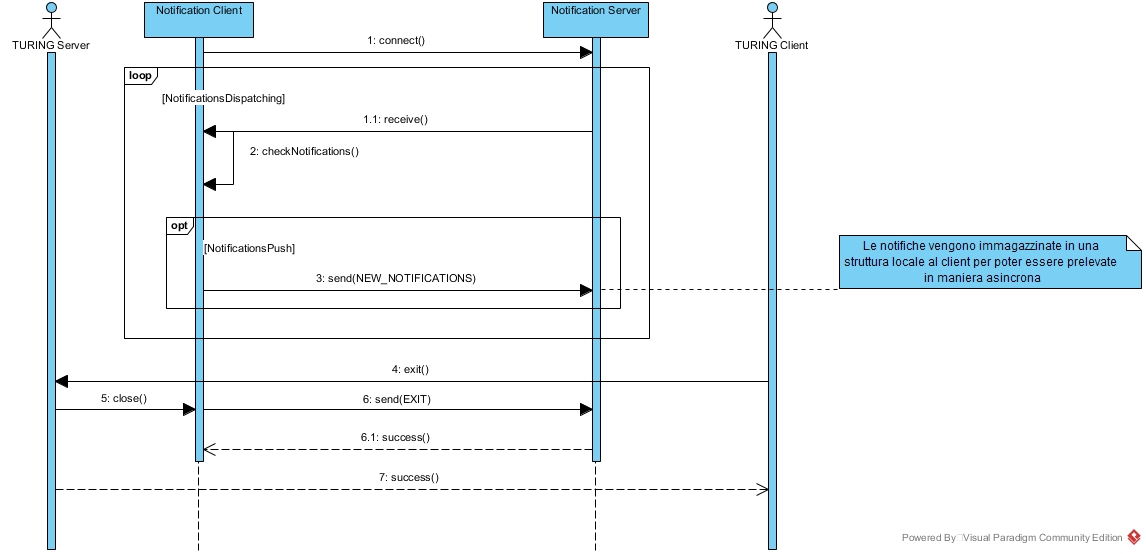 Notification Client
Notification Server
TURING Server
TURING Client
1: connect()
loop
[NotificationsDispatching]
1.1: receive()
2: checkNotifications()
opt
[NotificationsPush]
3: send(NEW_NOTIFICATIONS)
Le notifiche vengono immagazzinate in una
struttura locale al client per poter essere prelevate
in maniera asincrona
4: exit()
5: close()
6: send(EXIT)
6.1: success()
7: success()
Powered By Visual Paradigm Community Edition